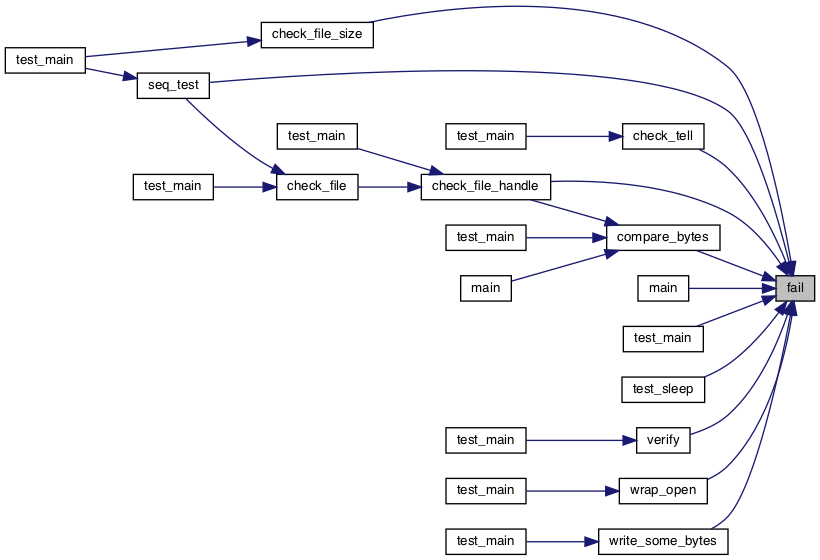 check_file_size
test_main
seq_test
test_main
test_main
check_tell
test_main
check_file
check_file_handle
test_main
compare_bytes
main
main
fail
test_main
test_sleep
test_main
verify
test_main
wrap_open
test_main
write_some_bytes